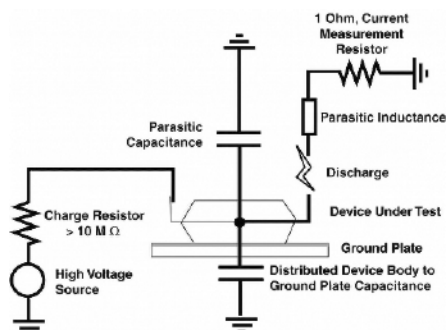 1 Ohm, Current
Measurement
Resistor
Parasitic Inductance
Parasitic
Capacitance
Discharge
Device Under Test
Charge Resistor
> 10 M Ω
Ground Plate
High Voltage
Source
Distributed Device Body to
Ground Plate Capacitance